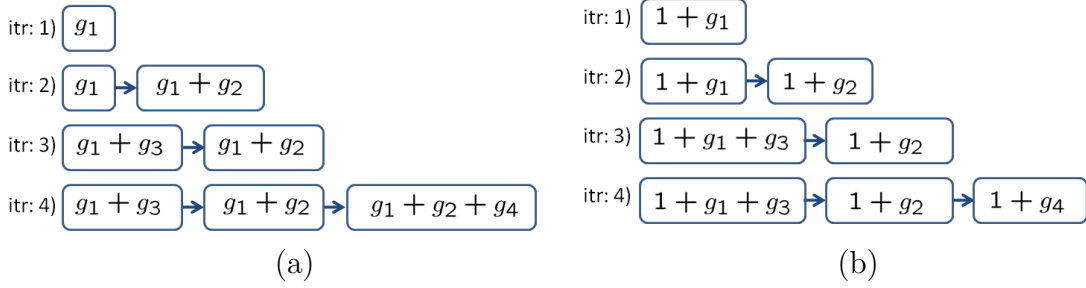 itr: 1) g₁
itr: 2) g₁ g₁ + g₂
itr: 3) g₁ + g₃ g₁ + g₂
itr: 4) g₁ + g₃ g₁ + g₂ g₁ + g₂ + g₄
(a)
itr: 1) 1 + g₁
itr: 2) 1 + g₁ 1 + g₂
itr: 3) 1 + g₁ + g₃ 1 + g₂
itr: 4) 1 + g₁ + g₃ 1 + g₂ 1 + g₄
(b)